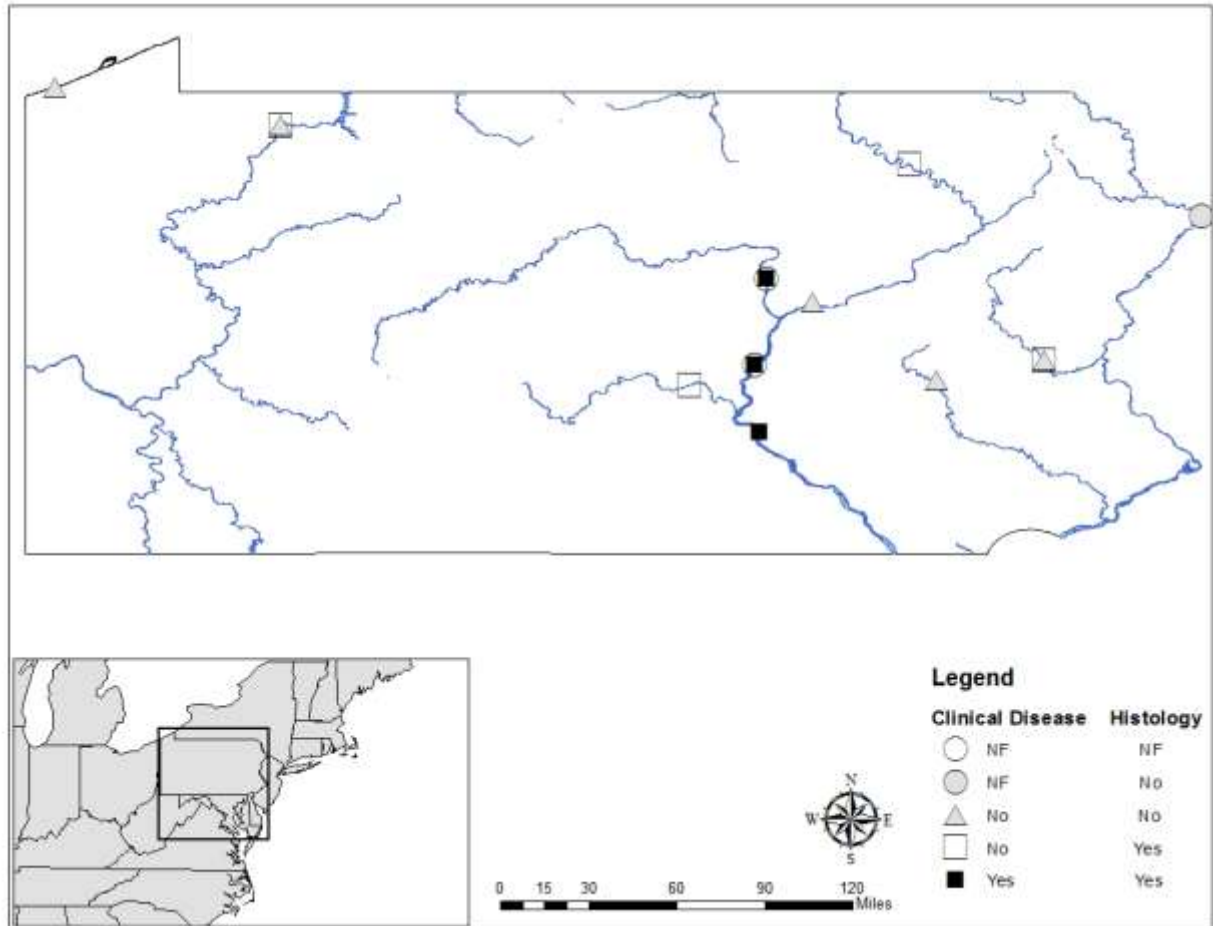 Legend
Clinical Disease Histology
NF NF
NF No
No No
No Yes
Yes Yes
N
W E
S
0 15 30 60 90 120
Miles